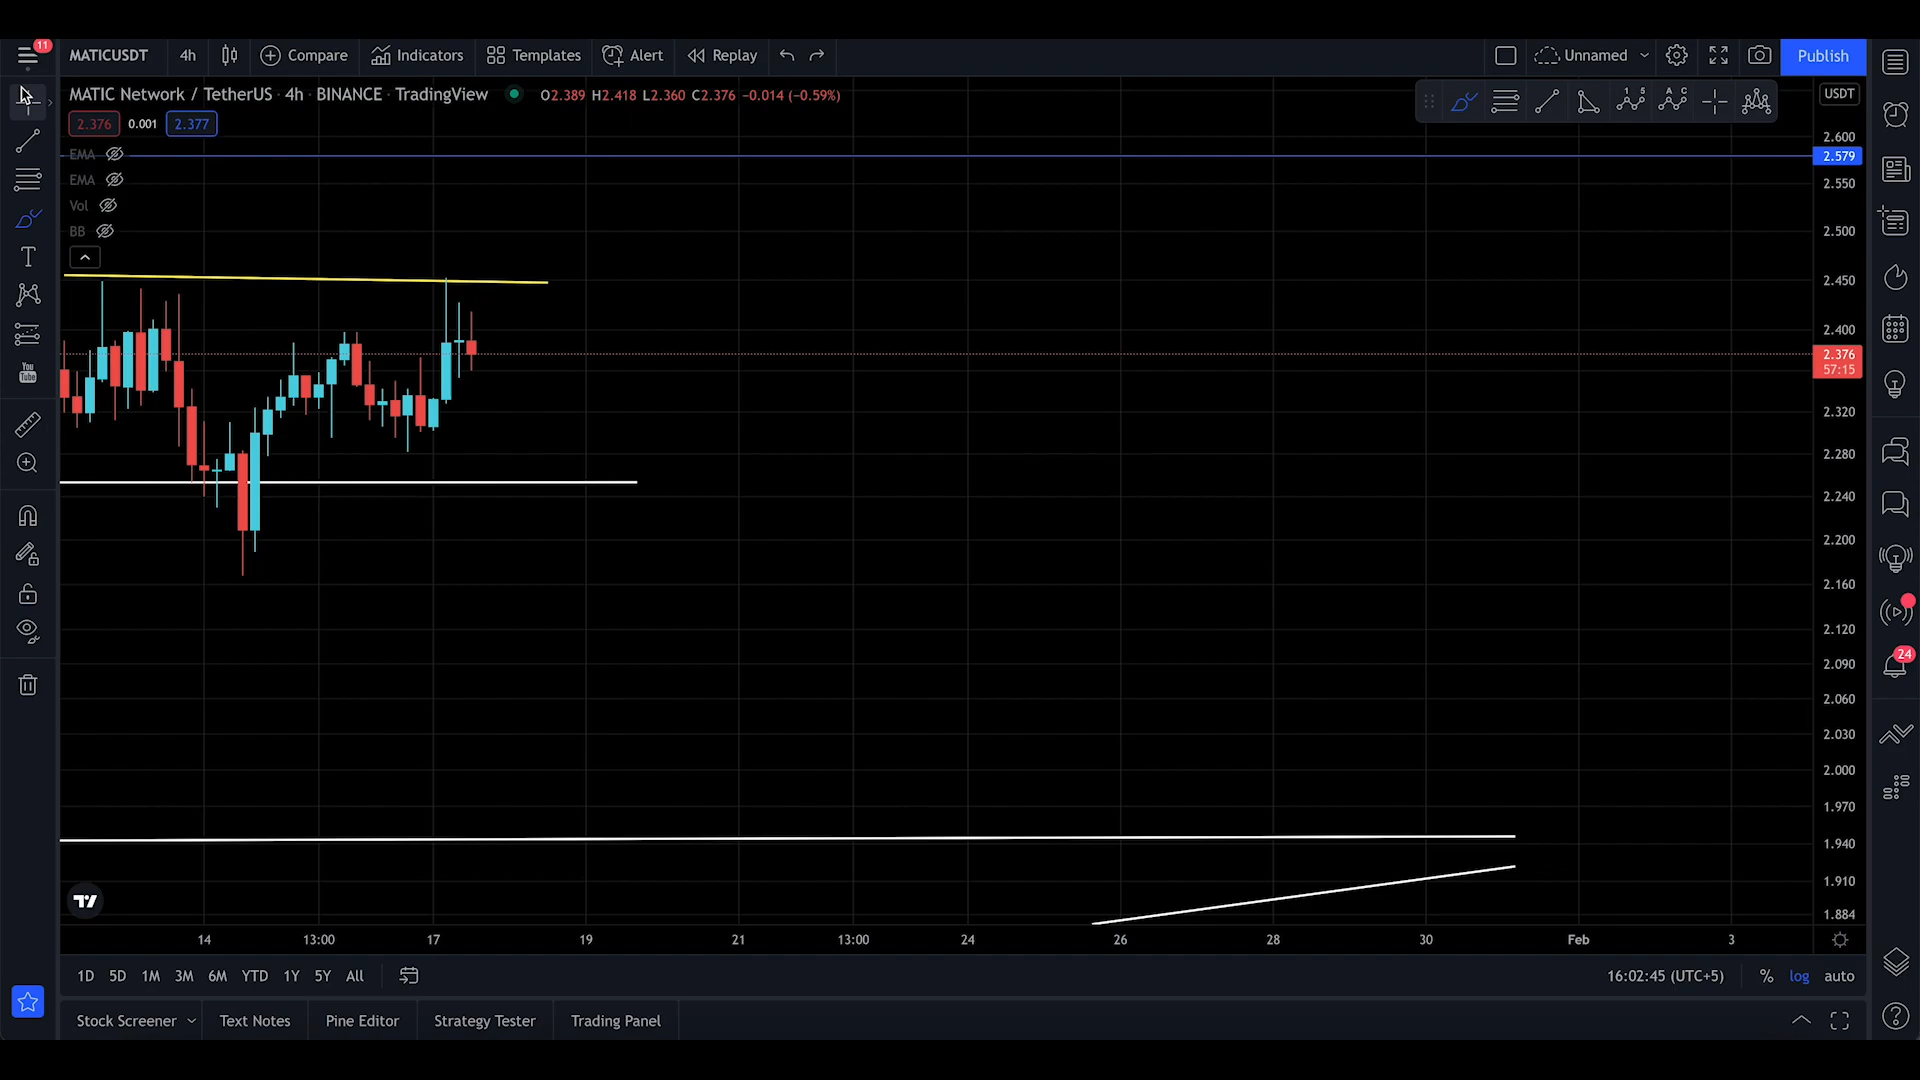 11
MATICUSDT 4h Compare Indicators Templates Alert Replay Unnamed Publish
MATIC Network / TetherUS · 4h · BINANCE TradingView O2.389 H2.418 L2.360 C2.376 −0.014 (−0.59%)
USDT
2.376 0.001 2.377
EMA
EMA
Vol
BB
You
Tube
1 5
A C
2.600
2.579
2.550
2.500
2.450
2.400
2.376
57:15
2.320
2.280
2.240
2.200
2.160
2.120
2.090
2.060
2.030
2.000
1.970
1.940
1.910
1.884
24
14 13:00 17 19 21 13:00 24 26 28 30 Feb 3
1D 5D 1M 3M 6M YTD 1Y 5Y All 16:02:45 (UTC+5) % log auto
Stock Screener Text Notes Pine Editor Strategy Tester Trading Panel